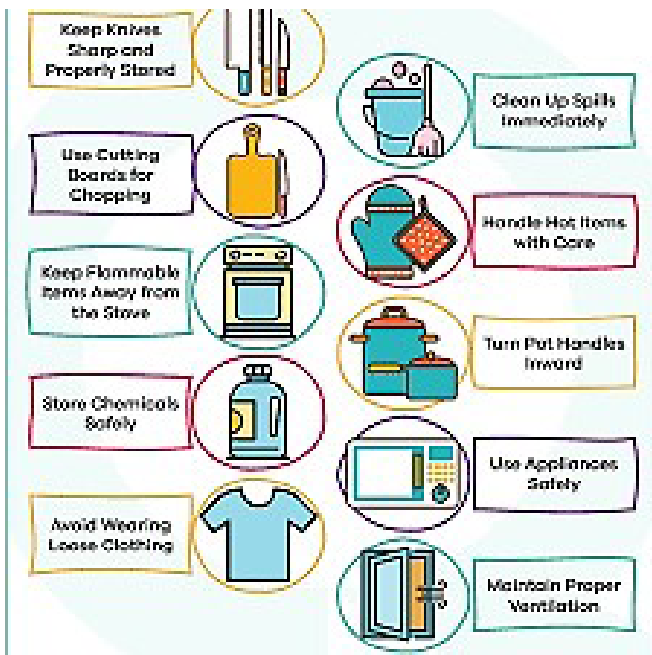 Keep Knives
Sharp and
Properly Stored
Clean Up Spills
Immediately
Use Cutting
Boards for
Chopping
Handle Hot Items
with Care
Keep Flammable
Items Away from
the Stove
Turn Pot Handles
Inward
Store Chemicals
Safely
Use Appliances
Safely
Avoid Wearing
Loose Clothing
Maintain Proper
Ventilation